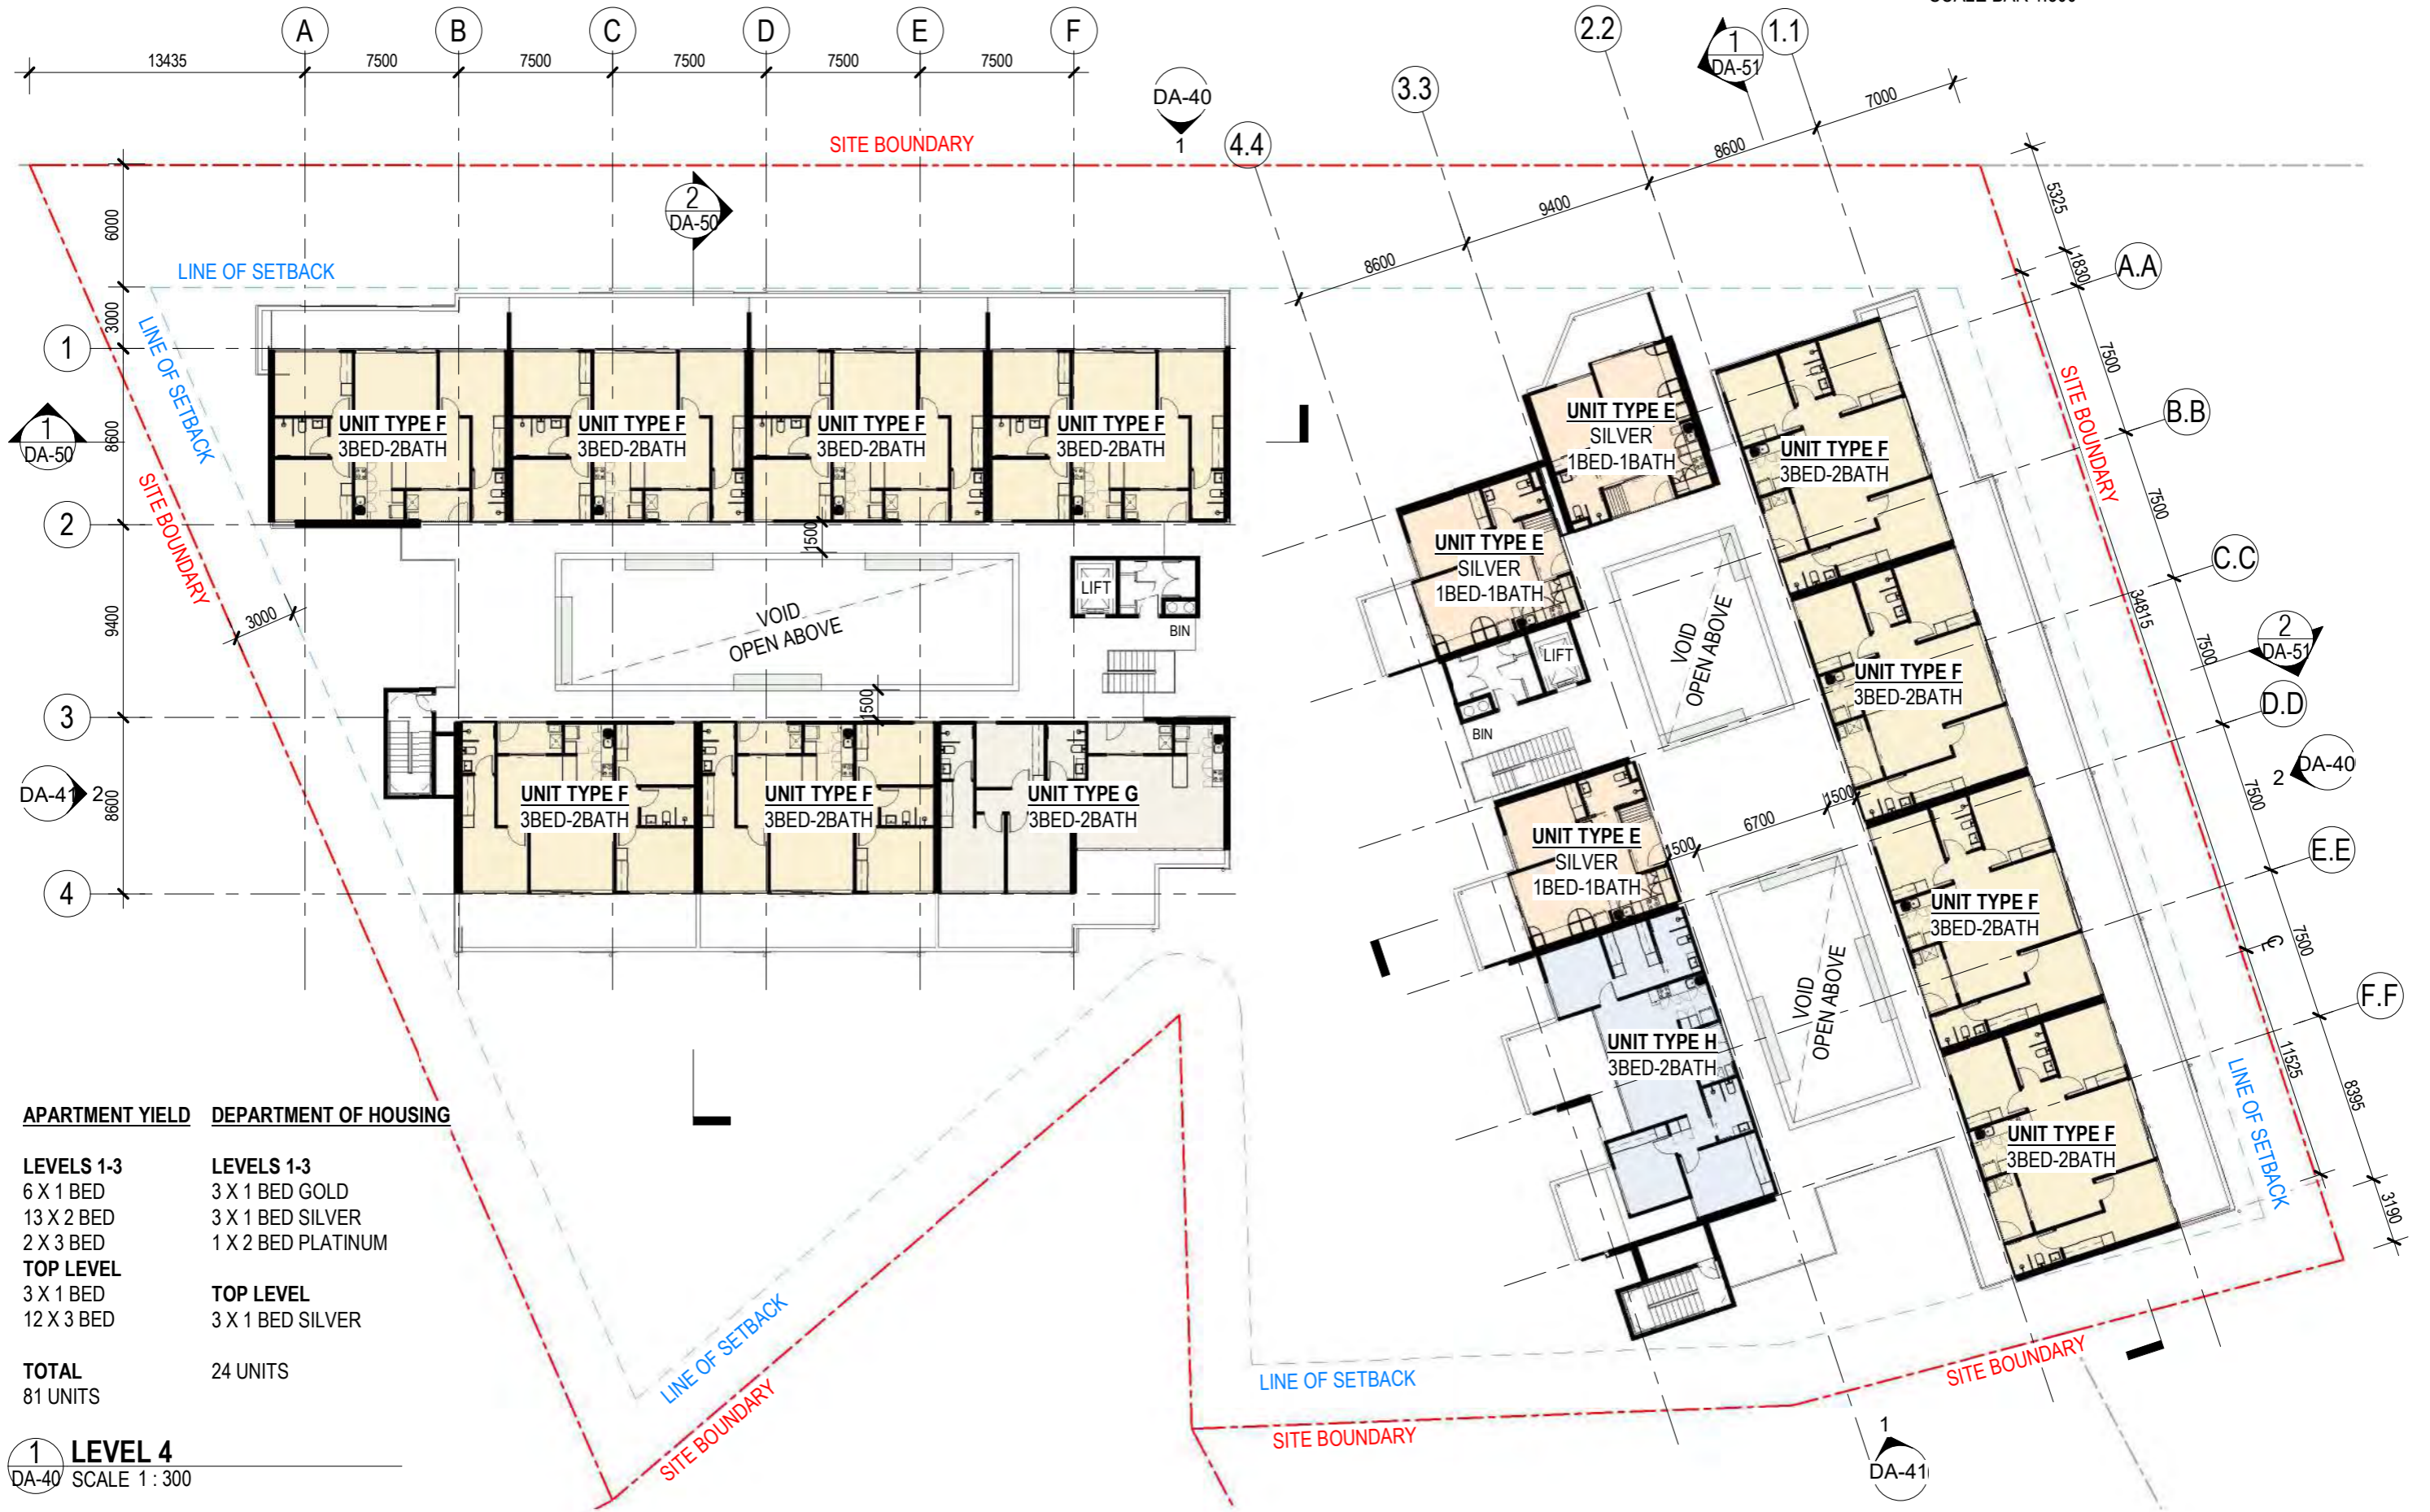 A
B
C
D
E
F
13435
7500
7500
7500
7500
7500
2.2
1
DA-51
1.1
3.3
DA-40
1
4.4
7000
8600
9400
8600
SITE BOUNDARY
2
DA-50
LINE OF SETBACK
LINE OF SETBACK
6000
3000
8600
9400
8600
1
2
3
4
1
DA-50
DA-41
2
SITE BOUNDARY
3000
UNIT TYPE F
3BED-2BATH
UNIT TYPE F
3BED-2BATH
UNIT TYPE F
3BED-2BATH
UNIT TYPE F
3BED-2BATH
1500
VOID
OPEN ABOVE
LIFT
BIN
1500
UNIT TYPE F
3BED-2BATH
UNIT TYPE F
3BED-2BATH
UNIT TYPE G
3BED-2BATH
UNIT TYPE E
SILVER
1BED-1BATH
UNIT TYPE E
SILVER
1BED-1BATH
LIFT
BIN
VOID
OPEN ABOVE
UNIT TYPE E
SILVER
1BED-1BATH
1500
6700
1500
UNIT TYPE H
3BED-2BATH
VOID
OPEN ABOVE
UNIT TYPE F
3BED-2BATH
UNIT TYPE F
3BED-2BATH
UNIT TYPE F
3BED-2BATH
UNIT TYPE F
3BED-2BATH
5325
1830
7500
7500
7500
7500
7500
8395
3190
34815
11525
A.A
B.B
C.C
D.D
E.E
F.F
SITE BOUNDARY
2
DA-51
DA-40
2
LINE OF SETBACK
SITE BOUNDARY
LINE OF SETBACK
SITE BOUNDARY
1
DA-41
LINE OF SETBACK
SITE BOUNDARY
APARTMENT YIELD
LEVELS 1-3
6 X 1 BED
13 X 2 BED
2 X 3 BED
TOP LEVEL
3 X 1 BED
12 X 3 BED
TOTAL
81 UNITS
DEPARTMENT OF HOUSING
LEVELS 1-3
3 X 1 BED GOLD
3 X 1 BED SILVER
1 X 2 BED PLATINUM
TOP LEVEL
3 X 1 BED SILVER
24 UNITS
1
DA-40
LEVEL 4
SCALE 1 : 300